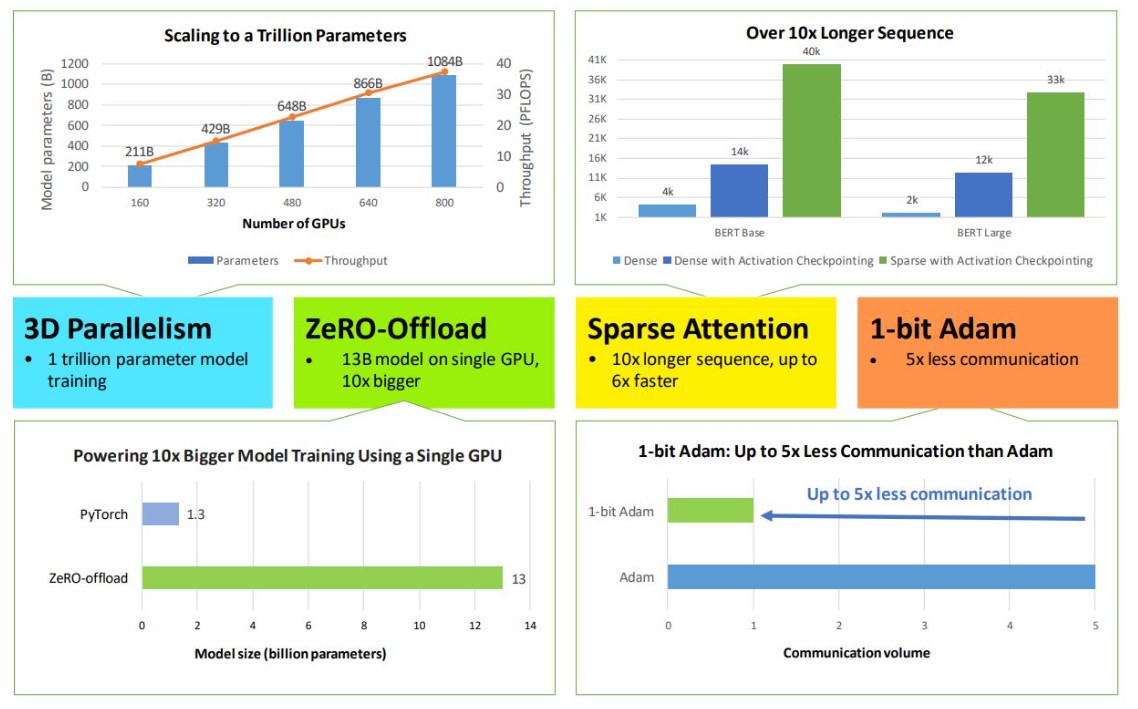 Scaling to a Trillion Parameters
Model parameters (B)
1200
1000
800
600
400
200
0
211B
429B
648B
866B
1084B
40
30
20
10
0
Throughput (PFLOPS)
160 320 480 640 800
Number of GPUs
Parameters Throughput
Over 10x Longer Sequence
41K
36K
31K
26K
21K
16K
11K
6K
1K
4k
14k
40k
2k
12k
33k
BERT Base BERT Large
Dense Dense with Activation Checkpointing Sparse with Activation Checkpointing
3D Parallelism
• 1 trillion parameter model
training
ZeRO-Offload
• 13B model on single GPU,
10x bigger
Sparse Attention
• 10x longer sequence, up to
6x faster
1-bit Adam
• 5x less communication
Powering 10x Bigger Model Training Using a Single GPU
PyTorch
1.3
ZeRO-offload
13
0 2 4 6 8 10 12 14
Model size (billion parameters)
1-bit Adam: Up to 5x Less Communication than Adam
Up to 5x less communication
1-bit Adam
Adam
0 1 2 3 4 5
Communication volume